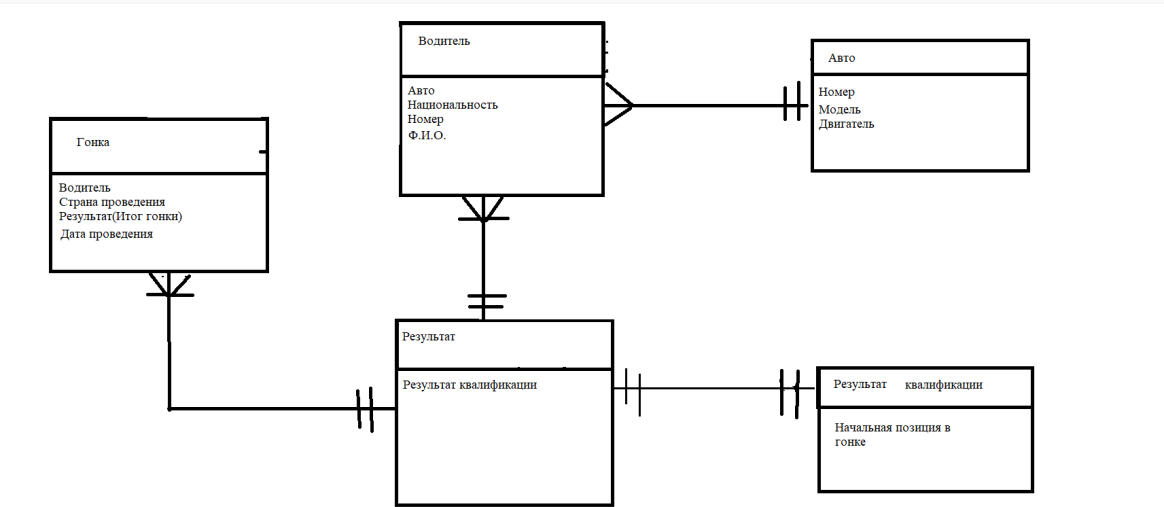 Водитель
Авто
Национальность
Номер
Ф.И.О.
Авто
Номер
Модель
Двигатель
Гонка
Водитель
Страна проведения
Результат(Итог гонки)
Дата проведения
Результат
Результат квалификации
Результат квалификации
Начальная позиция в
гонке